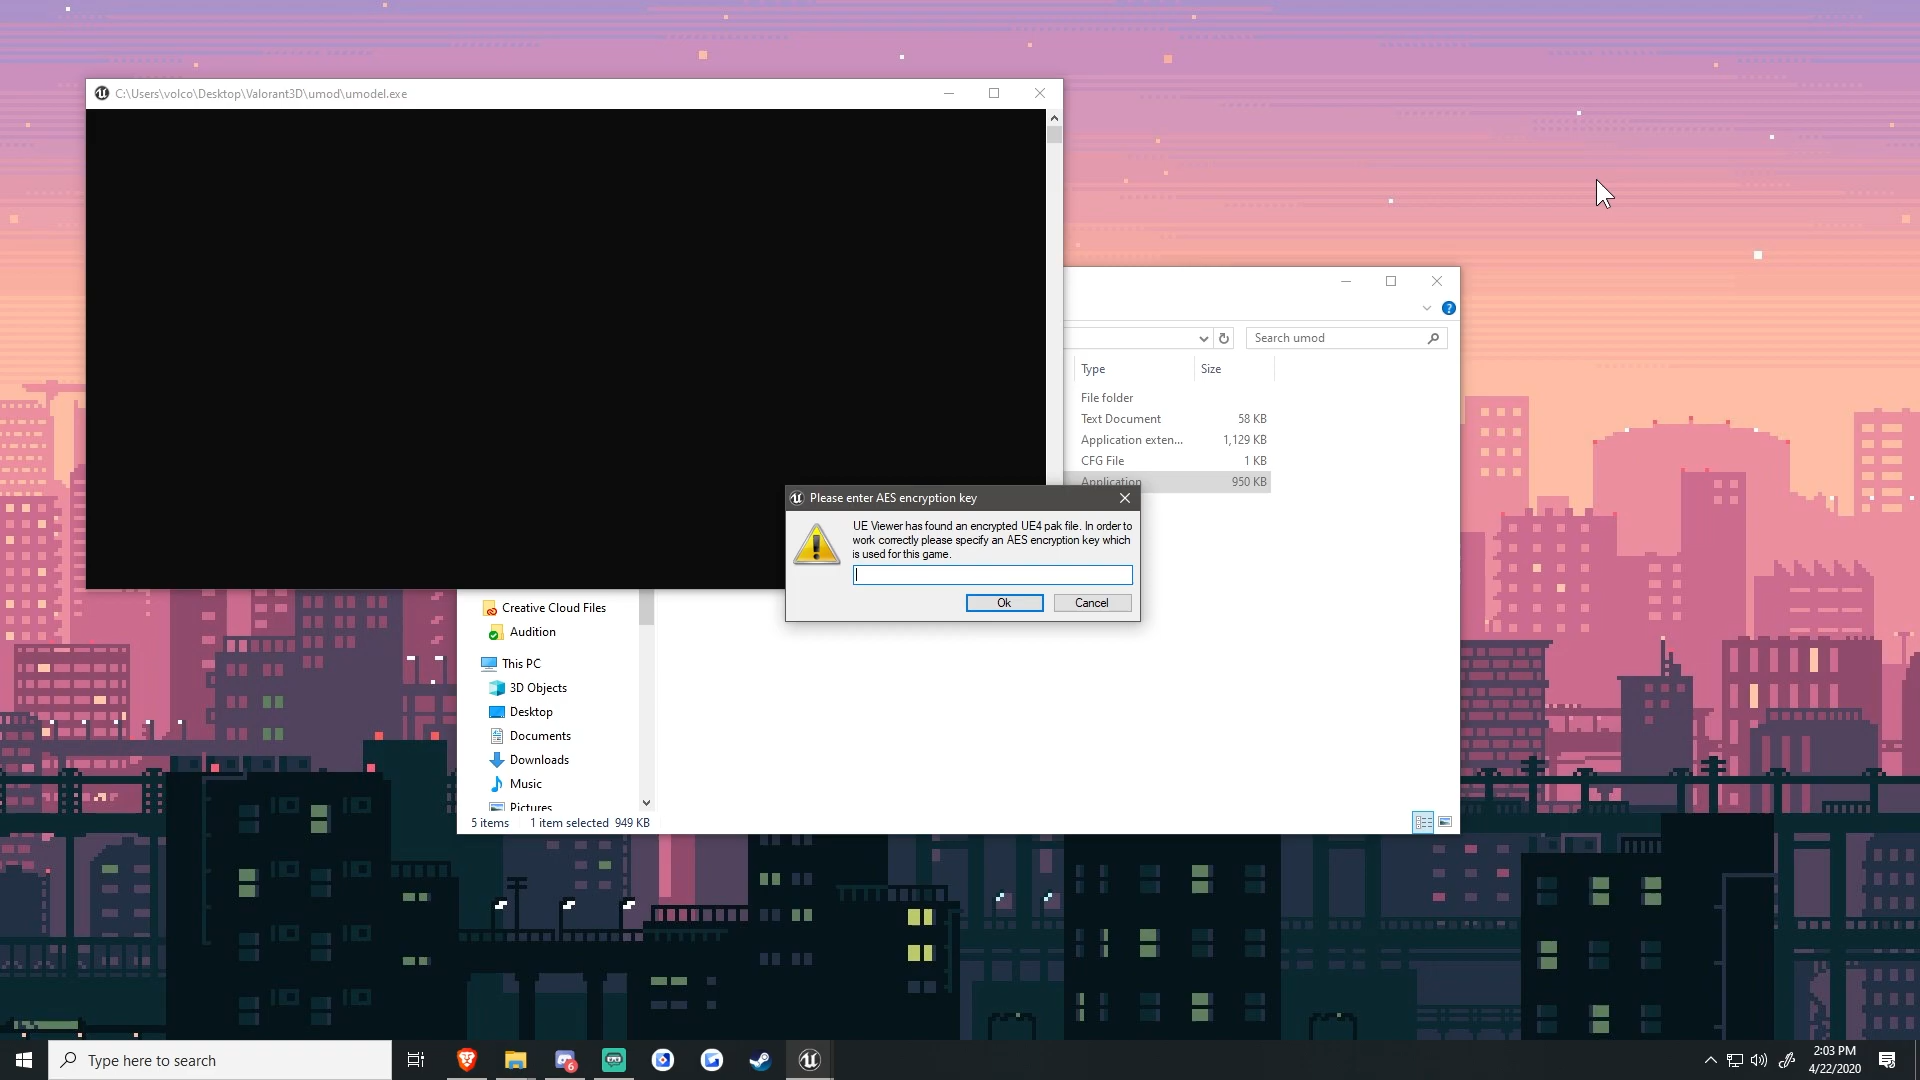 C:\Users\volco\Desktop\Valorant3D\umod\umodel.exe
Search umod
Type
Size
File folder
Text Document
58 KB
Application exten...
1,129 KB
CFG File
1 KB
Application
950 KB
Please enter AES encryption key
UE Viewer has found an encrypted UE4 pak file. In order to
work correctly please specify an AES encryption key which
is used for this game.
Ok
Cancel
Creative Cloud Files
Audition
This PC
3D Objects
Desktop
Documents
Downloads
Music
Pictures
5 items
1 item selected 949 KB
Type here to search
6
2:03 PM
4/22/2020